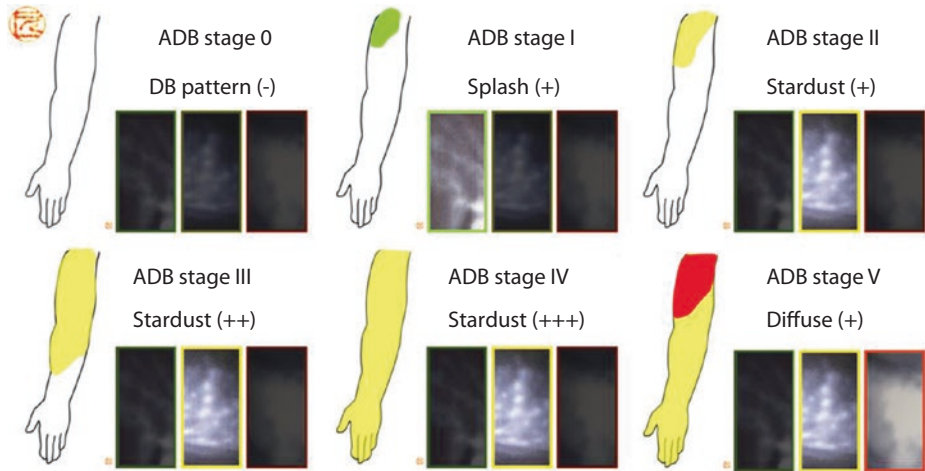 ADB stage 0
DB pattern (-)
ADB stage I
Splash (+)
ADB stage II
Stardust (+)
ADB stage III
Stardust (++)
ADB stage IV
Stardust (+++)
ADB stage V
Diffuse (+)